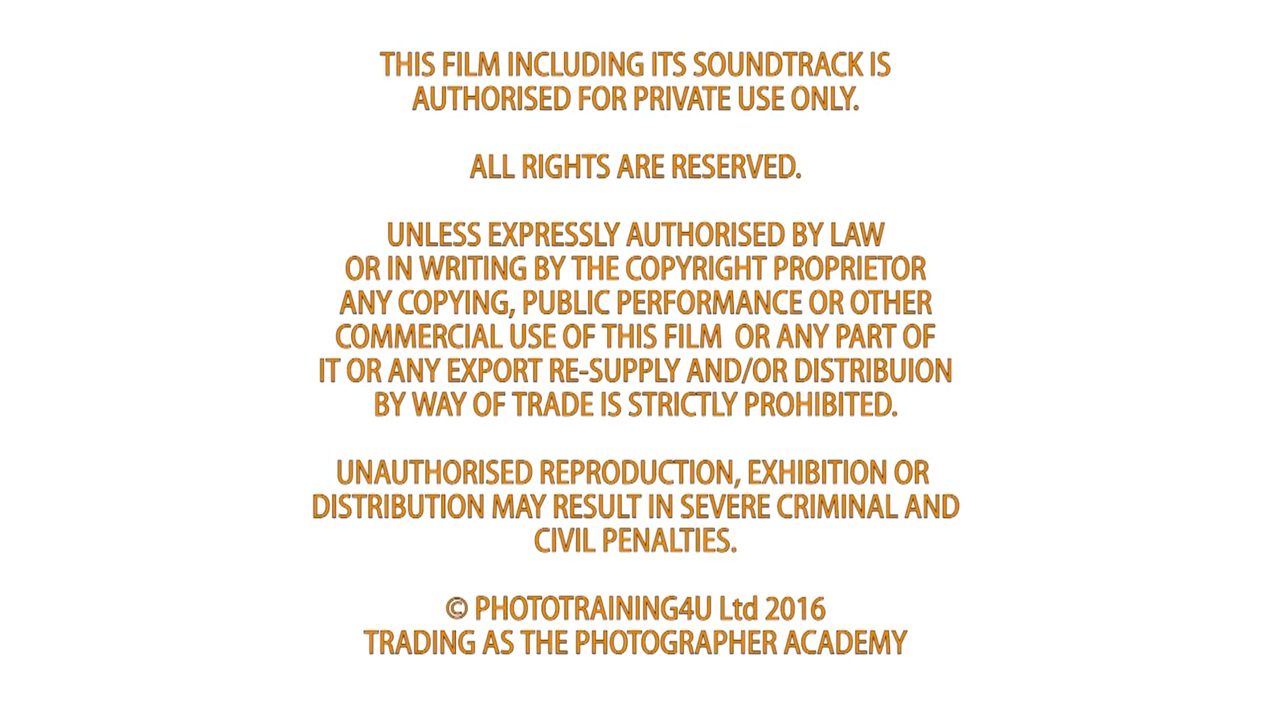 THIS FILM INCLUDING ITS SOUNDTRACK IS
AUTHORISED FOR PRIVATE USE ONLY.
ALL RIGHTS ARE RESERVED.
UNLESS EXPRESSLY AUTHORISED BY LAW
OR IN WRITING BY THE COPYRIGHT PROPRIETOR
ANY COPYING, PUBLIC PERFORMANCE OR OTHER
COMMERCIAL USE OF THIS FILM  OR ANY PART OF
IT OR ANY EXPORT RE-SUPPLY AND/OR DISTRIBUION
BY WAY OF TRADE IS STRICTLY PROHIBITED.
UNAUTHORISED REPRODUCTION, EXHIBITION OR
DISTRIBUTION MAY RESULT IN SEVERE CRIMINAL AND
CIVIL PENALTIES.
© PHOTOTRAINING4U Ltd 2016
TRADING AS THE PHOTOGRAPHER ACADEMY